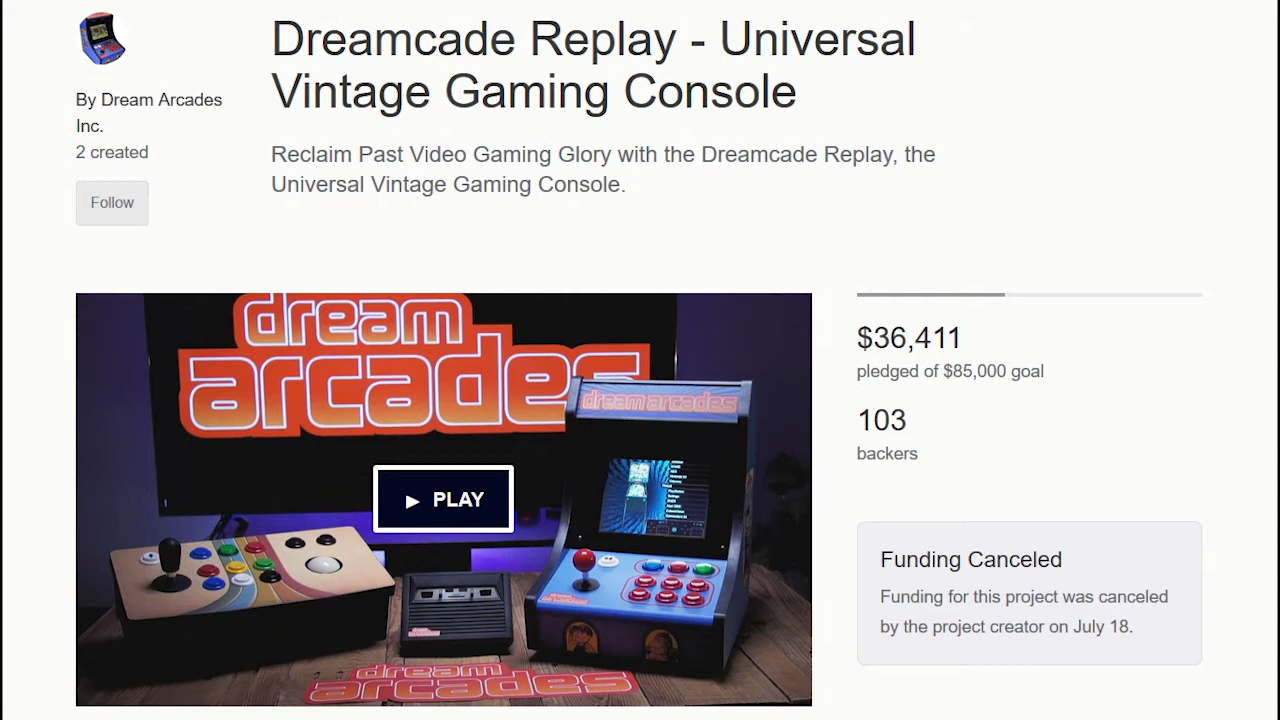 Dreamcade Replay - Universal
Vintage Gaming Console
By Dream Arcades
Inc.
2 created
Follow
Reclaim Past Video Gaming Glory with the Dreamcade Replay, the
Universal Vintage Gaming Console.
dream
arcades
dream arcades
PLAY
dream
arcades
$36,411
pledged of $85,000 goal
103
backers
Funding Canceled
Funding for this project was canceled
by the project creator on July 18.